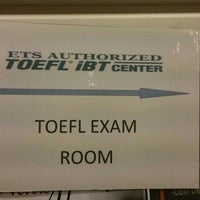 ETS AUTHORIZED
TOEFL® iBT CENTER
TOEFL EXAM
ROOM